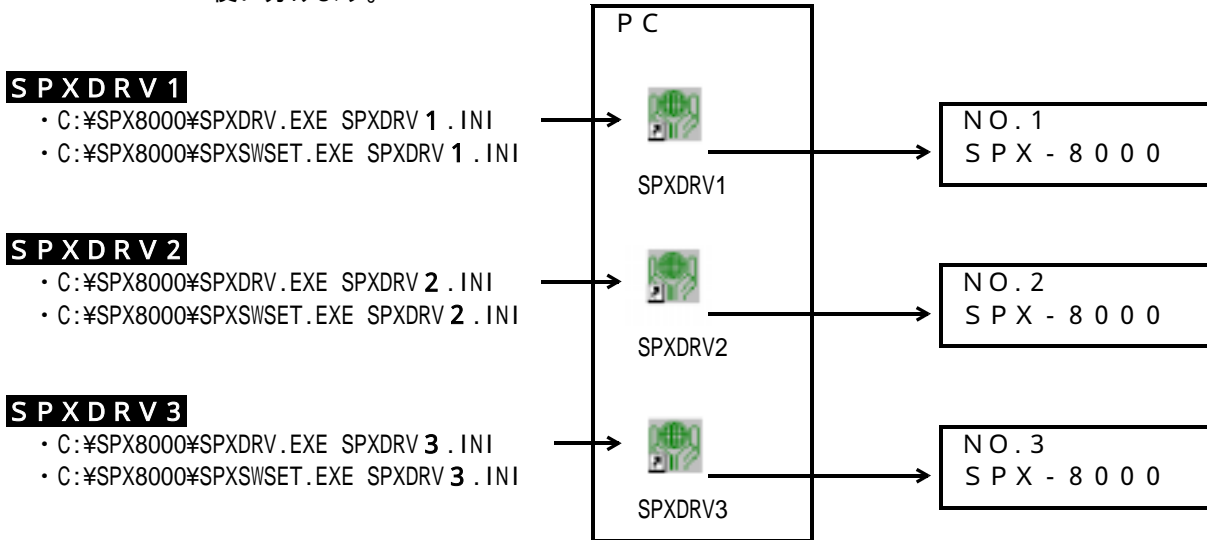 PC
SPXDRV1
・C:¥SPX8000¥SPXDRV.EXE SPXDRV1.INI
・C:¥SPX8000¥SPXSWSET.EXE SPXDRV1.INI
SPXDRV1
NO.1
SPX-8000
SPXDRV2
・C:¥SPX8000¥SPXDRV.EXE SPXDRV2.INI
・C:¥SPX8000¥SPXSWSET.EXE SPXDRV2.INI
SPXDRV2
NO.2
SPX-8000
SPXDRV3
・C:¥SPX8000¥SPXDRV.EXE SPXDRV3.INI
・C:¥SPX8000¥SPXSWSET.EXE SPXDRV3.INI
SPXDRV3
NO.3
SPX-8000